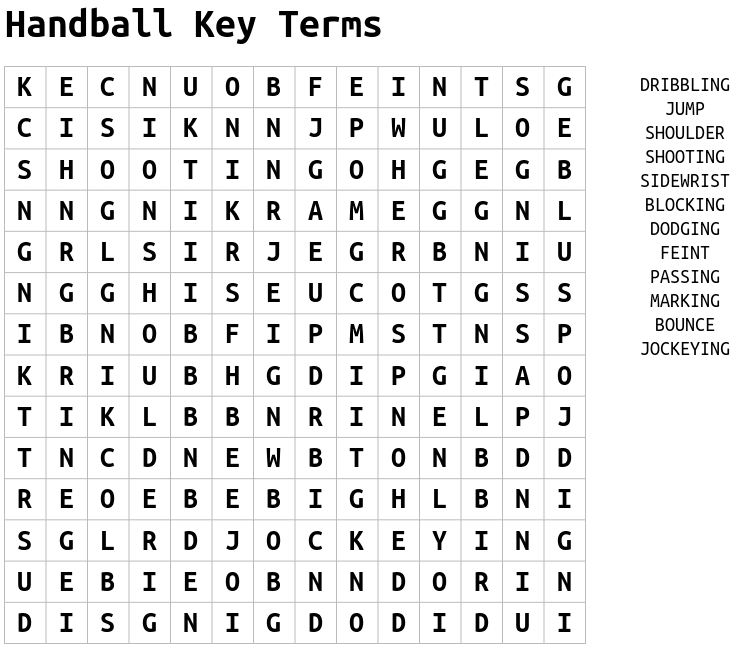 Handball Key Terms
K E C N U O B F E I N T S G
C I S I K N N J P W U L O E
S H O O T I N G O H G E G B
N N G N I K R A M E G G N L
G R L S I R J E G R B N I U
N G G H I S E U C O T G S S
I B N O B F I P M S T N S P
K R I U B H G D I P G I A O
T I K L B B N R I N E L P J
T N C D N E W B T O N B D D
R E O E B E B I G H L B N I
S G L R D J O C K E Y I N G
U E B I E O B N N D O R I N
D I S G N I G D O D I D U I
DRIBBLING
JUMP
SHOULDER
SHOOTING
SIDEWRIST
BLOCKING
DODGING
FEINT
PASSING
MARKING
BOUNCE
JOCKEYING